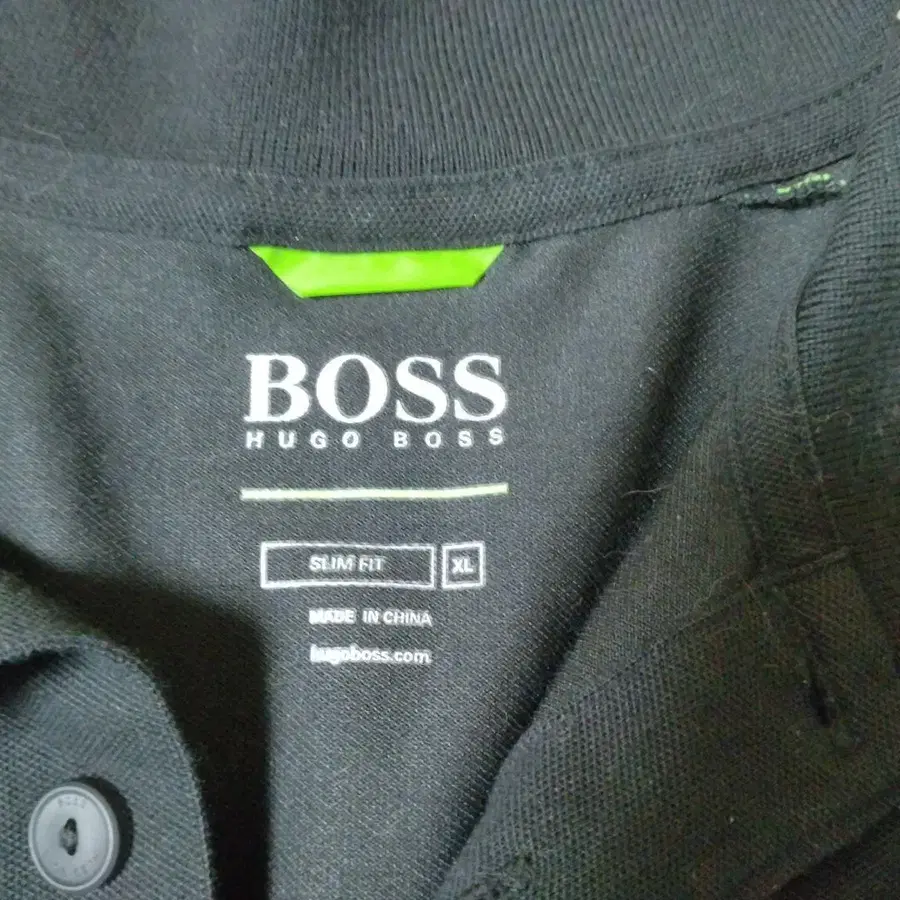 BOSS
HUGO BOSS
SLIM FIT XL
MADE IN CHINA
hugoboss.com